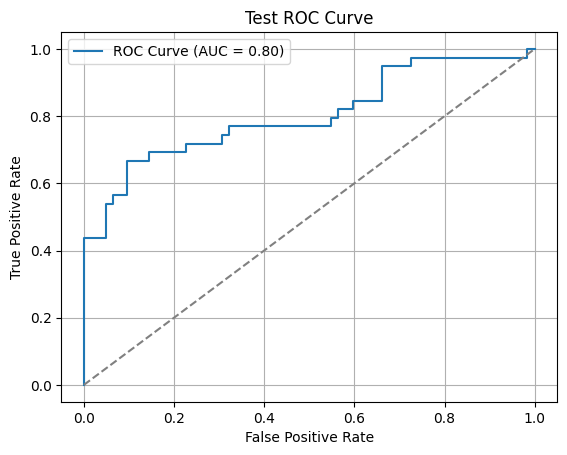 Test ROC Curve
ROC Curve (AUC = 0.80)
1.0
0.8
0.6
0.4
0.2
0.0
True Positive Rate
0.0 0.2 0.4 0.6 0.8 1.0
False Positive Rate